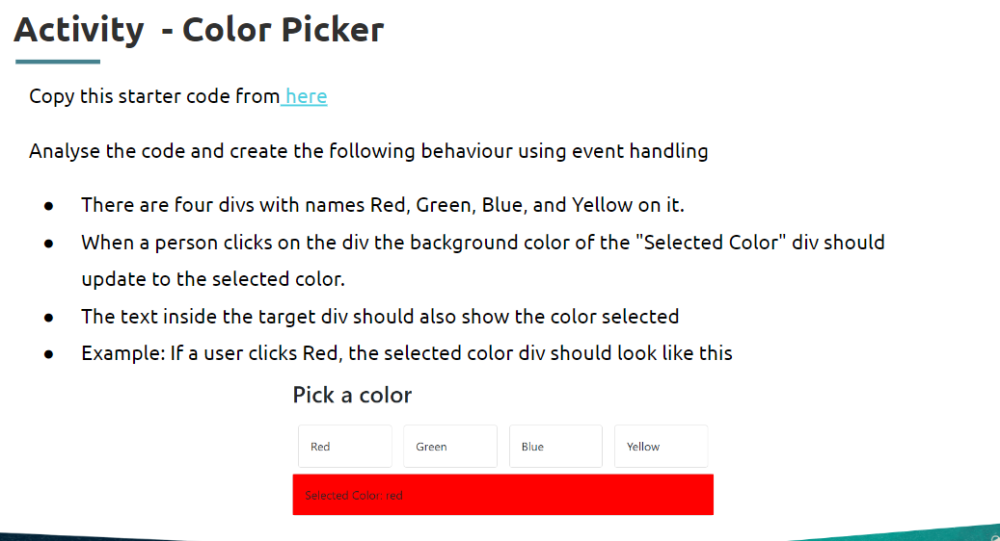 Activity - Color Picker
Copy this starter code from here
Analyse the code and create the following behaviour using event handling
● There are four divs with names Red, Green, Blue, and Yellow on it.
● When a person clicks on the div the background color of the "Selected Color" div should
update to the selected color.
● The text inside the target div should also show the color selected
● Example: If a user clicks Red, the selected color div should look like this
Pick a color
Red Green Blue Yellow
Selected Color: red